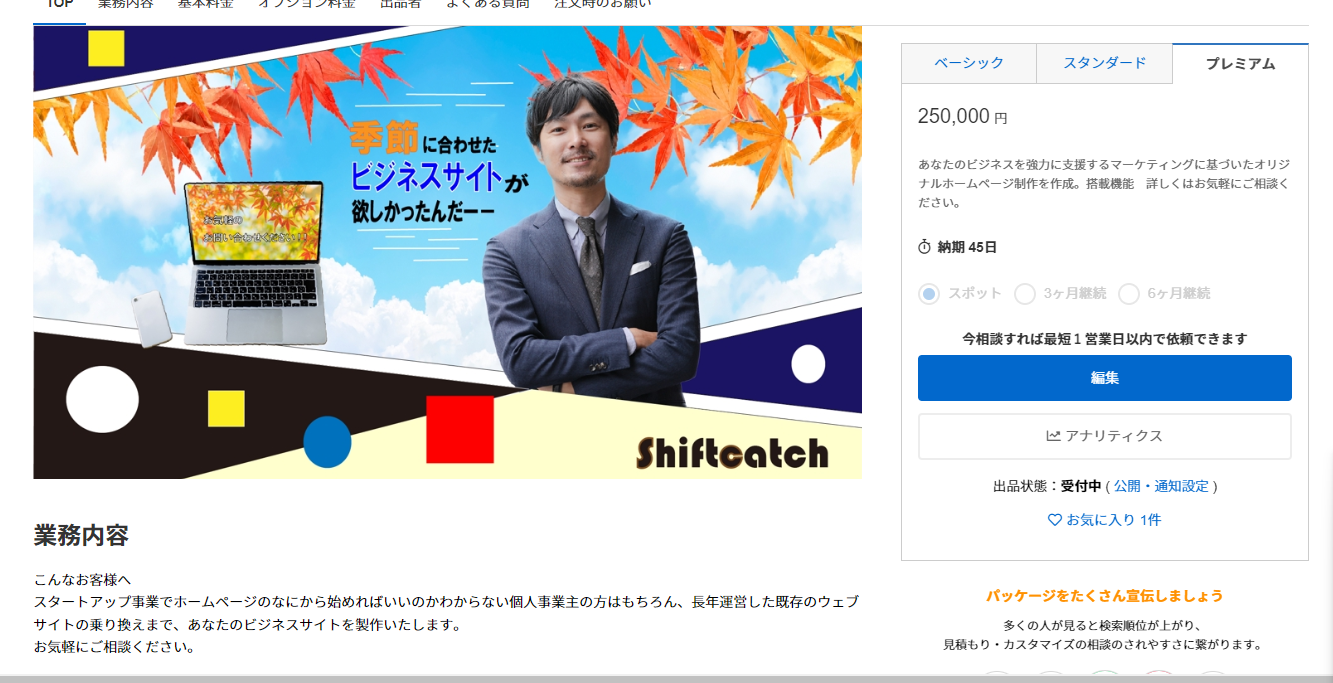 TOP 業務内容 基本料金 オプション料金 出品者 よくある質問 注文時のお願い
季節に合わせた
ビジネスサイトが
欲しかったんだーー
お気軽の
お問い合わせください!!
Shiftcatch
ベーシック スタンダード プレミアム
250,000 円
あなたのビジネスを強力に支援するマーケティングに基づいたオリジ
ナルホームページ制作を作成。搭載機能　詳しくはお気軽にご相談く
ださい。
納期 45日
スポット 3ヶ月継続 6ヶ月継続
今相談すれば最短１営業日以内で依頼できます
編集
アナリティクス
出品状態：受付中 ( 公開・通知設定 )
お気に入り 1件
パッケージをたくさん宣伝しましょう
多くの人が見ると検索順位が上がり、
見積もり・カスタマイズの相談のされやすさに繋がります。
業務内容
こんなお客様へ
スタートアップ事業でホームページのなにから始めればいいのかわからない個人事業主の方はもちろん、長年運営した既存のウェブ
サイトの乗り換えまで、あなたのビジネスサイトを製作いたします。
お気軽にご相談ください。